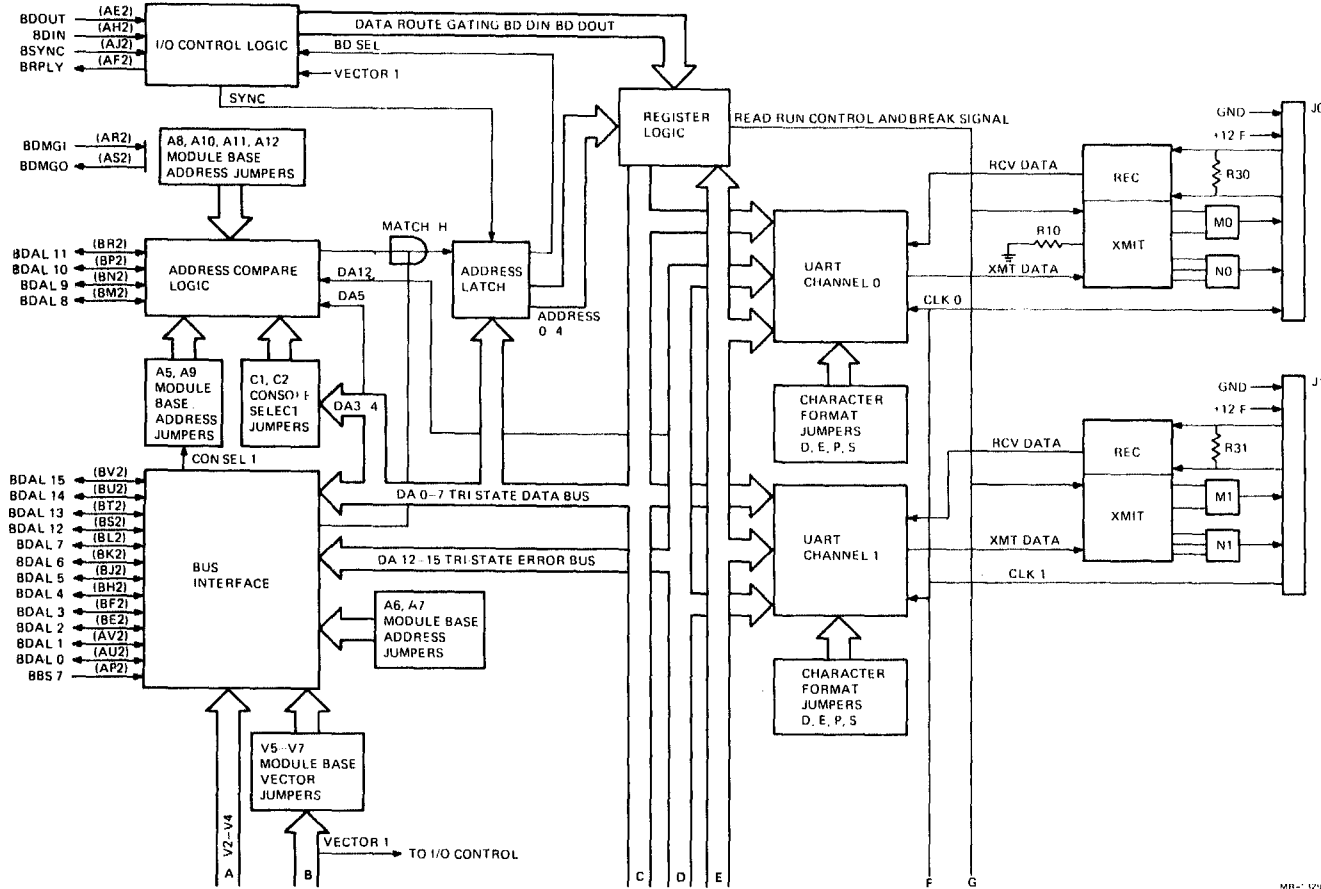 BDOUT (AE2)
BDIN (AH2)
BSYNC (AJ2)
BRPLY (AF2)
I/O CONTROL LOGIC
DATA ROUTE GATING BD DIN BD DOUT
BD SEL
VECTOR 1
SYNC
BDMGI (AR2)
BDMGO (AS2)
A8, A10, A11, A12
MODULE BASE
ADDRESS JUMPERS
REGISTER
LOGIC
READ RUN CONTROL AND BREAK SIGNAL
MATCH H
BDAL 11 (BR2)
BDAL 10 (BP2)
BDAL 9 (BN2)
BDAL 8 (BM2)
ADDRESS COMPARE
LOGIC
DA12
DA5
ADDRESS
LATCH
ADDRESS
0 4
A5, A9
MODULE
BASE
ADDRESS
JUMPERS
C1, C2
CONSOLE
SELECT
JUMPERS
DA3 4
CONSEL 1
BDAL 15 (BV2)
BDAL 14 (BU2)
BDAL 13 (BT2)
BDAL 12 (BS2)
BDAL 7 (BL2)
BDAL 6 (BK2)
BDAL 5 (BJ2)
BDAL 4 (BH2)
BDAL 3 (BF2)
BDAL 2 (BE2)
BDAL 1 (AV2)
BDAL 0 (AU2)
BBS 7 (AP2)
BUS
INTERFACE
DA 0-7 TRI STATE DATA BUS
DA 12-15 TRI-STATE ERROR BUS
A6, A7
MODULE BASE
ADDRESS
JUMPERS
V5-V7
MODULE BASE
VECTOR
JUMPERS
V2-V4
A
B
VECTOR 1
TO I/O CONTROL
C
D
E
F
G
UART
CHANNEL 0
CHARACTER
FORMAT
JUMPERS
D, E, P, S
RCV DATA
XMT DATA
CLK 0
R10
REC
XMIT
GND
+12 F
R30
M0
N0
UART
CHANNEL 1
CHARACTER
FORMAT
JUMPERS
D, E, P, S
RCV DATA
XMT DATA
CLK 1
REC
XMIT
GND
+12 F
R31
M1
N1